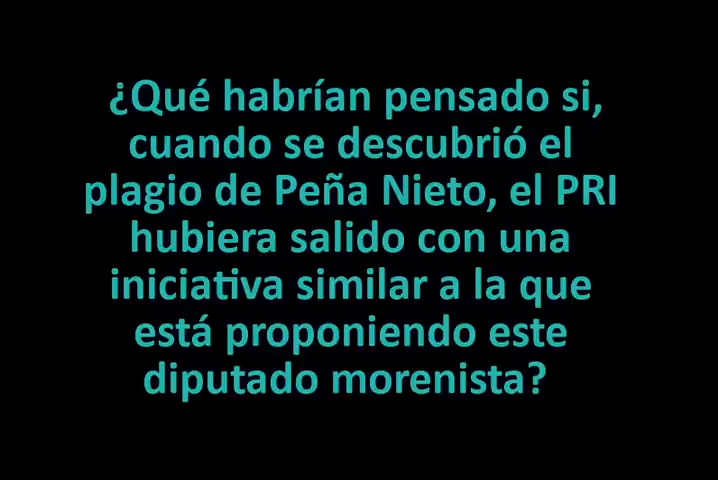 ¿Qué habrían pensado si,
cuando se descubrió el
plagio de Peña Nieto, el PRI
hubiera salido con una
iniciativa similar a la que
está proponiendo este
diputado morenista?